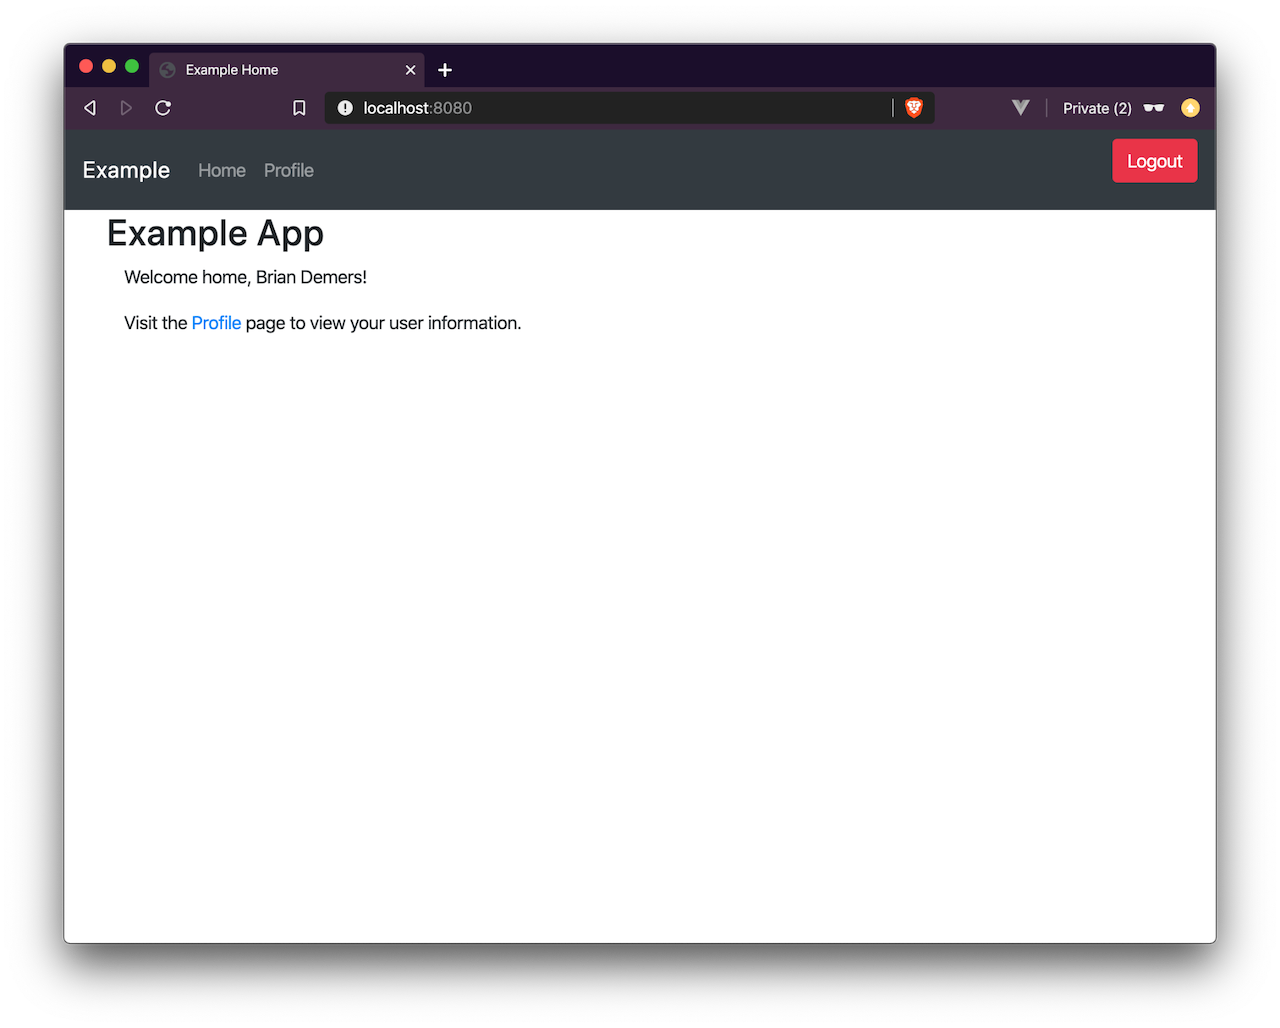 Example Home
localhost:8080
Private (2)
Example Home Profile Logout
Example App
Welcome home, Brian Demers!
Visit the Profile page to view your user information.